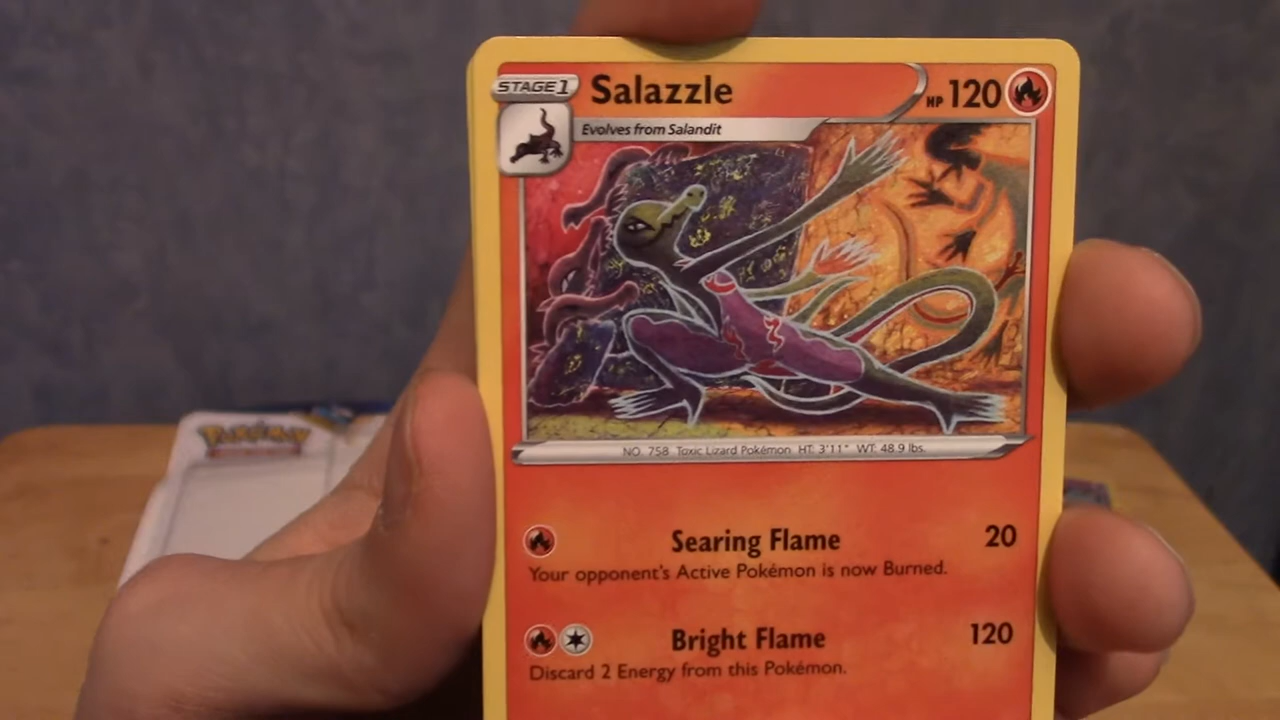 STAGE 1
Salazzle
HP 120
Evolves from Salandit
NO. 758 Toxic Lizard Pokémon HT: 3'11" WT: 48.9 lbs.
Searing Flame 20
Your opponent's Active Pokémon is now Burned.
Bright Flame 120
Discard 2 Energy from this Pokémon.
Pokémon